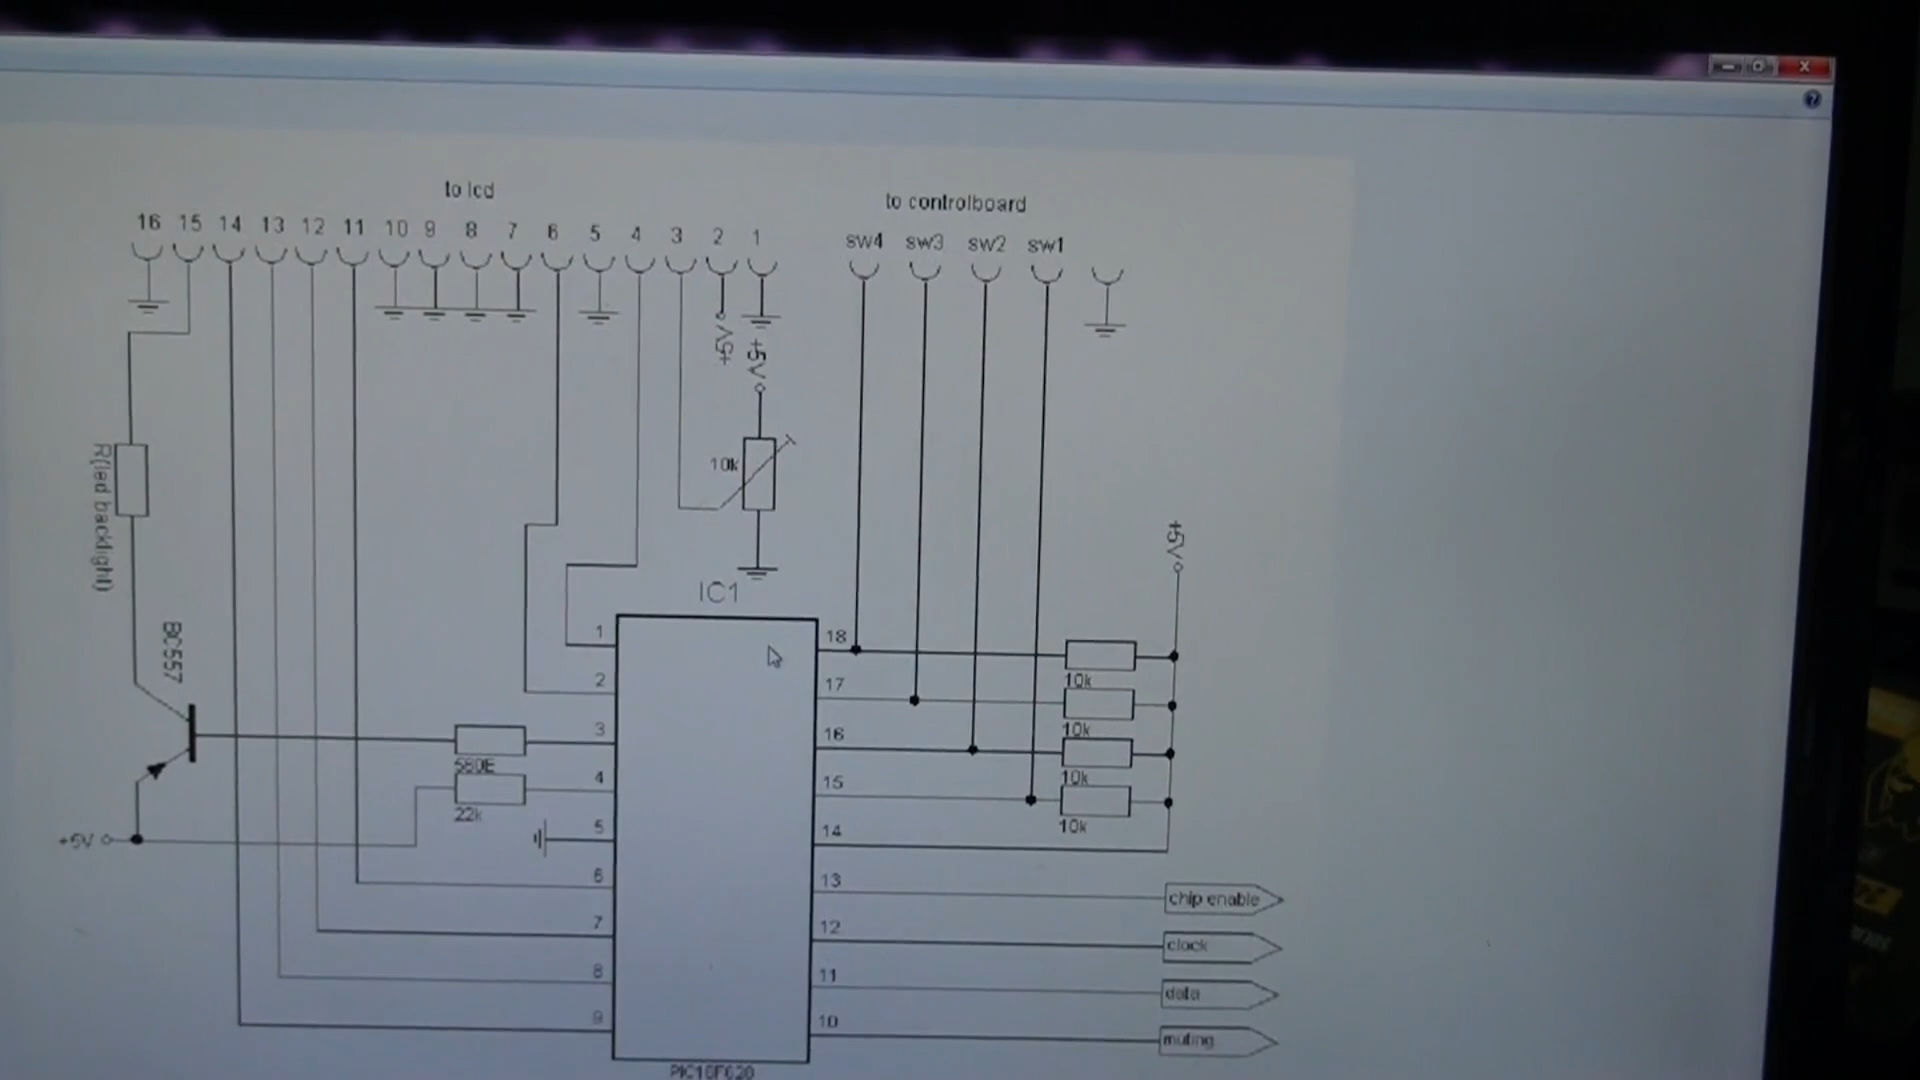 to lcd
to controlboard
16 15 14 13 12 11 10 9 8 7 6 5 4 3 2 1
sw4 sw3 sw2 sw1
+5V
+5V
10k
R(led backlight)
+5V
IC1
BC557
1
18
2
10k
17
3
10k
16
580E
4
10k
15
22k
10k
5
14
+5V
6
13
chip enable
7
12
clock
8
11
data
9
10
muting